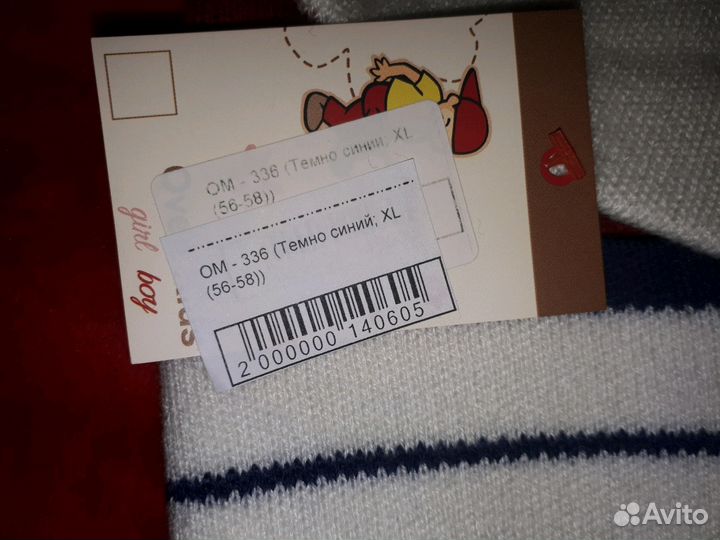 OM - 336 (Темно синий; XL
(56-58))
OM - 336 (Темно синий; XL
(56-58))
2 000000 140605
girl boy
Avito